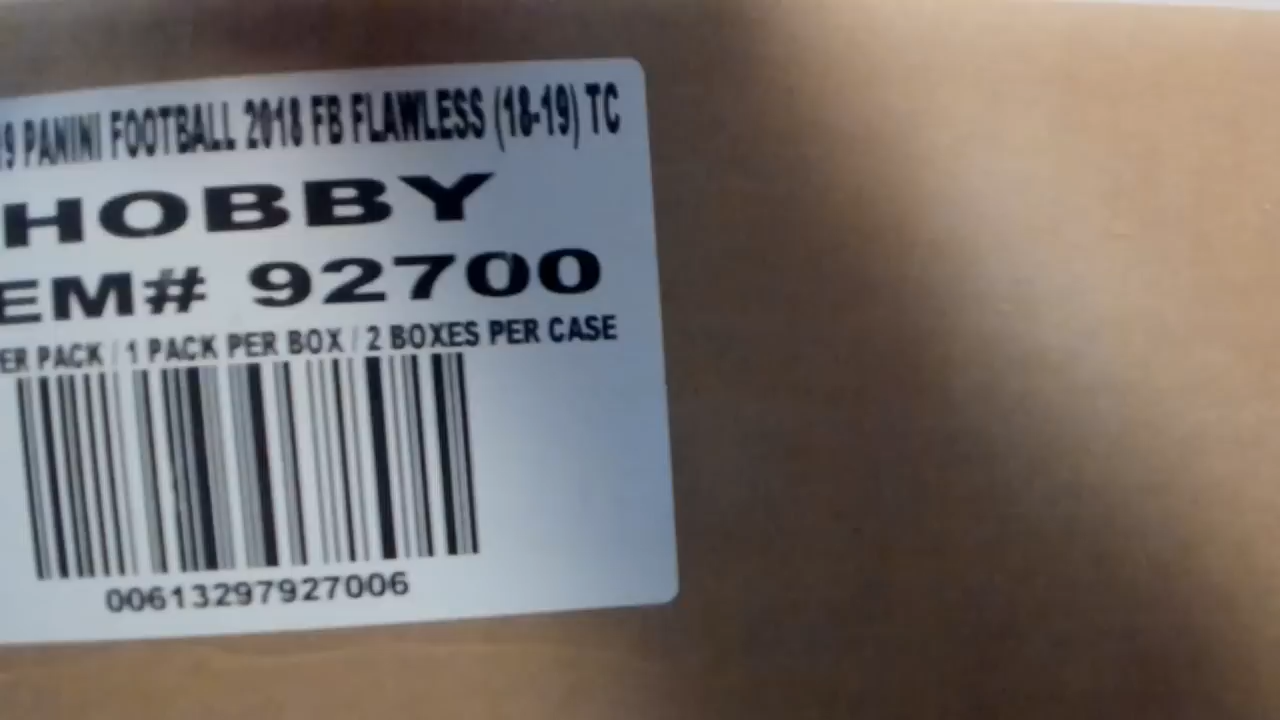 19 PANINI FOOTBALL 2018 FB FLAWLESS (18-19) TC
HOBBY
EM# 92700
ER PACK / 1 PACK PER BOX / 2 BOXES PER CASE
00613297927006